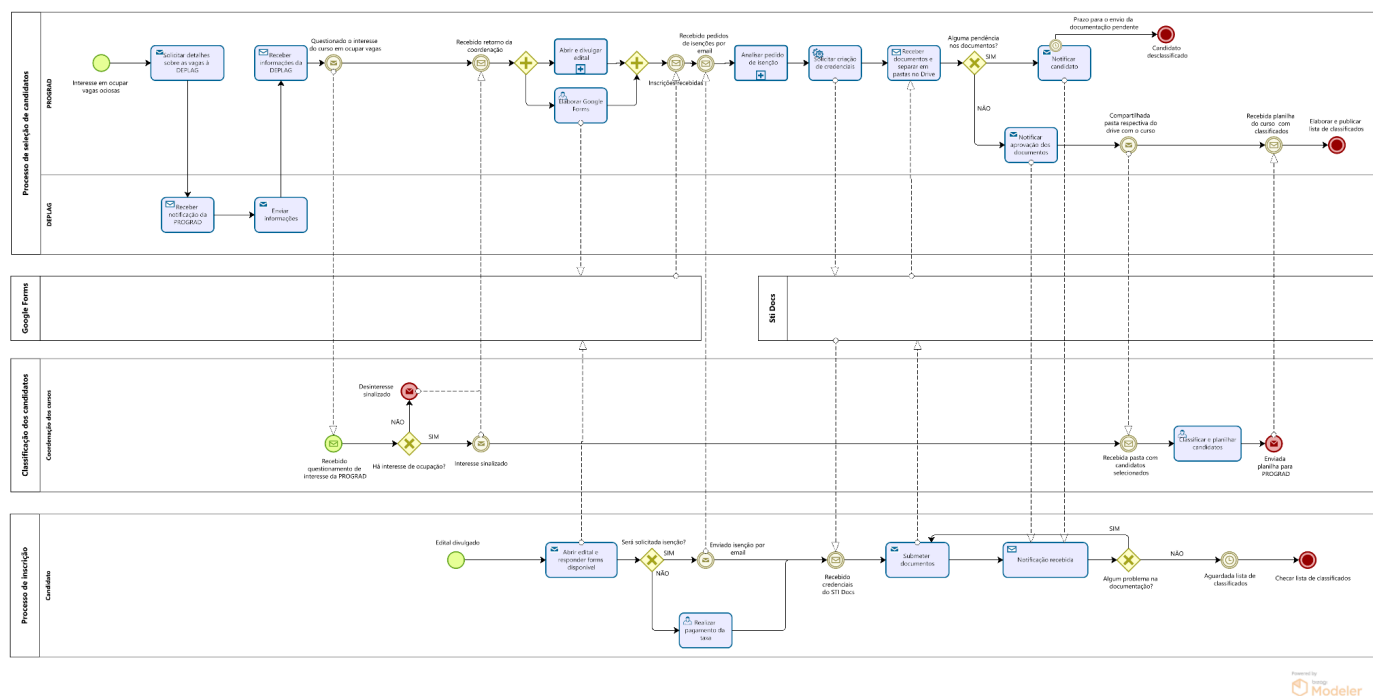 Processo de seleção de candidatos
PROGRAD
Interesse em ocupar
vagas ociosas
Solicitar detalhes
sobre as vagas à
DEPLAG
Receber
informações da
DEPLAG
Questionado o interesse
do curso em ocupar vagas
Recebido retorno da
coordenação
Abrir e divulgar
edital
Elaborar Google
Forms
Inscrições recebidas
Recebido pedidos
de isenções por
email
Analisar pedido
de isenção
Solicitar criação
de credenciais
Receber
documentos e
separar em
pastas no Drive
Alguma pendência
nos documentos?
SIM
NÃO
Notificar
candidato
Prazo para o envio da
documentação pendente
Candidato
desclassificado
Notificar
aprovação dos
documentos
Compartilhada
pasta respectiva do
drive com o curso
Recebida planilha
do curso com
classificados
Elaborar e publicar
lista de classificados
DEPLAG
Receber
notificação da
PROGRAD
Enviar
informações
Google Forms
Sti Docs
Classificação dos candidatos
Coordenação dos cursos
Recebido
questionamento de
interesse da PROGRAD
Desinteresse
sinalizado
NÃO
SIM
Há interesse de ocupação?
Interesse sinalizado
Recebida pasta com
candidatos
selecionados
Classificar e planilhar
candidatos
Enviada
planilha para
PROGRAD
Processo de inscrição
Candidato
Edital divulgado
Abrir edital e
responder forms
disponível
Será solicitada isenção?
SIM
NÃO
Enviado isenção por
email
Realizar
pagamento da
taxa
Recebido
credenciais
do STI Docs
Submeter
documentos
Notificação recebida
SIM
NÃO
Algum problema na
documentação?
Aguardada lista de
classificados
Checar lista de classificados
Powered by
bizagi
Modeler